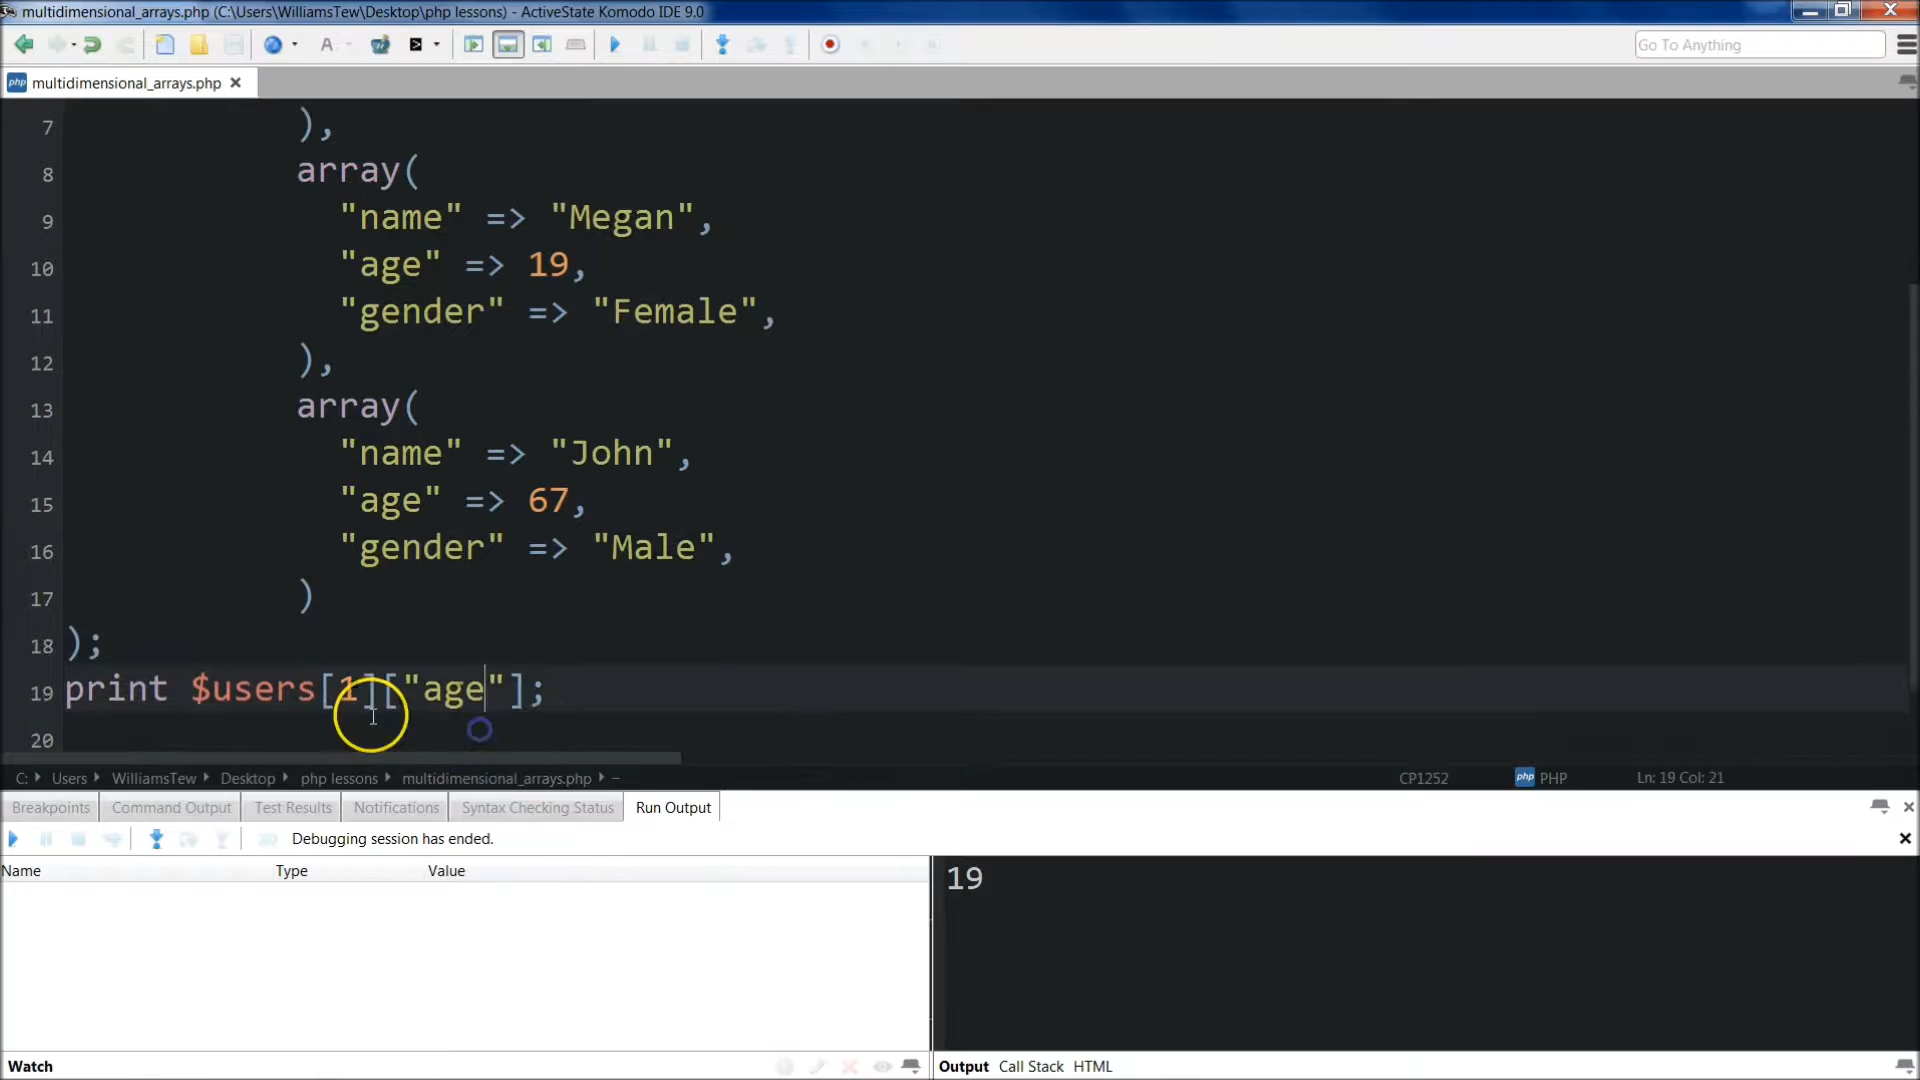 multidimensional_arrays.php (C:\Users\WilliamsTew\Desktop\php lessons) - ActiveState Komodo IDE 9.0
Go To Anything
php multidimensional_arrays.php
7 ),
8 array(
9 "name" => "Megan",
10 "age" => 19,
11 "gender" => "Female",
12 ),
13 array(
14 "name" => "John",
15 "age" => 67,
16 "gender" => "Male",
17 )
18 );
19 print $users[1]["age"];
20
C: Users WilliamsTew Desktop php lessons multidimensional_arrays.php – CP1252 php PHP Ln: 19 Col: 21
Breakpoints Command Output Test Results Notifications Syntax Checking Status Run Output
Debugging session has ended.
Name Type Value
19
Watch Output Call Stack HTML